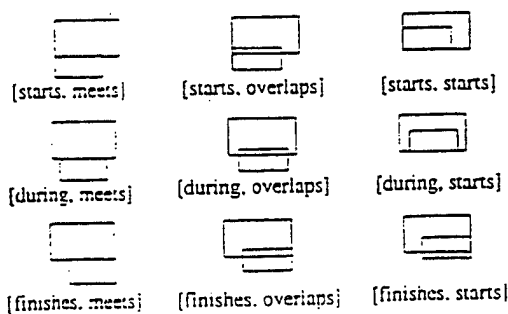 [starts, meets] [starts, overlaps] [starts, starts]
[during, meets] [during, overlaps] [during, starts]
[finishes, meets] [finishes, overlaps] [finishes, starts]